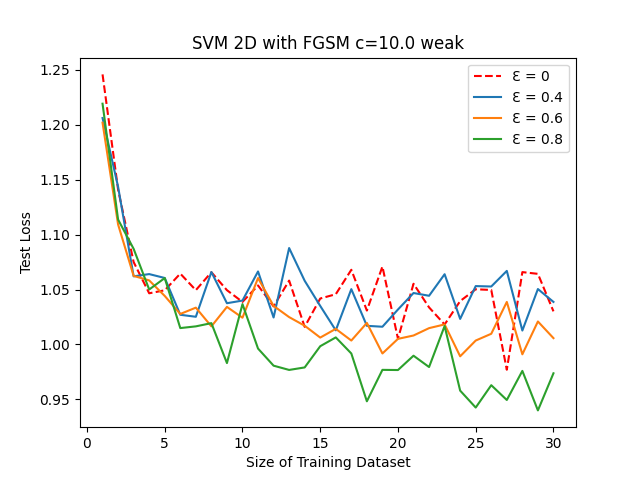 SVM 2D with FGSM c=10.0 weak
Ɛ = 0
Ɛ = 0.4
Ɛ = 0.6
Ɛ = 0.8
Test Loss
1.25
1.20
1.15
1.10
1.05
1.00
0.95
0 5 10 15 20 25 30
Size of Training Dataset